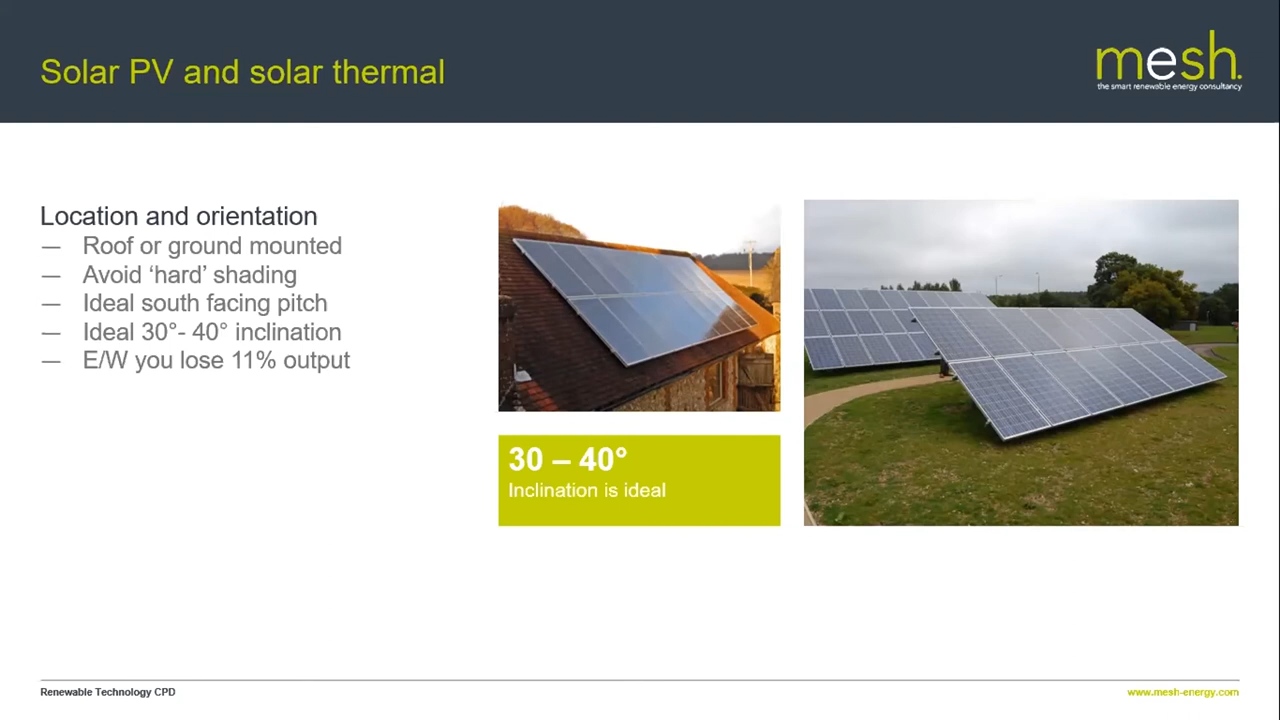 Solar PV and solar thermal
mesh.
the smart renewable energy consultancy
Location and orientation
— Roof or ground mounted
— Avoid ‘hard’ shading
— Ideal south facing pitch
— Ideal 30°- 40° inclination
— E/W you lose 11% output
30 – 40°
Inclination is ideal
Renewable Technology CPD
www.mesh-energy.com